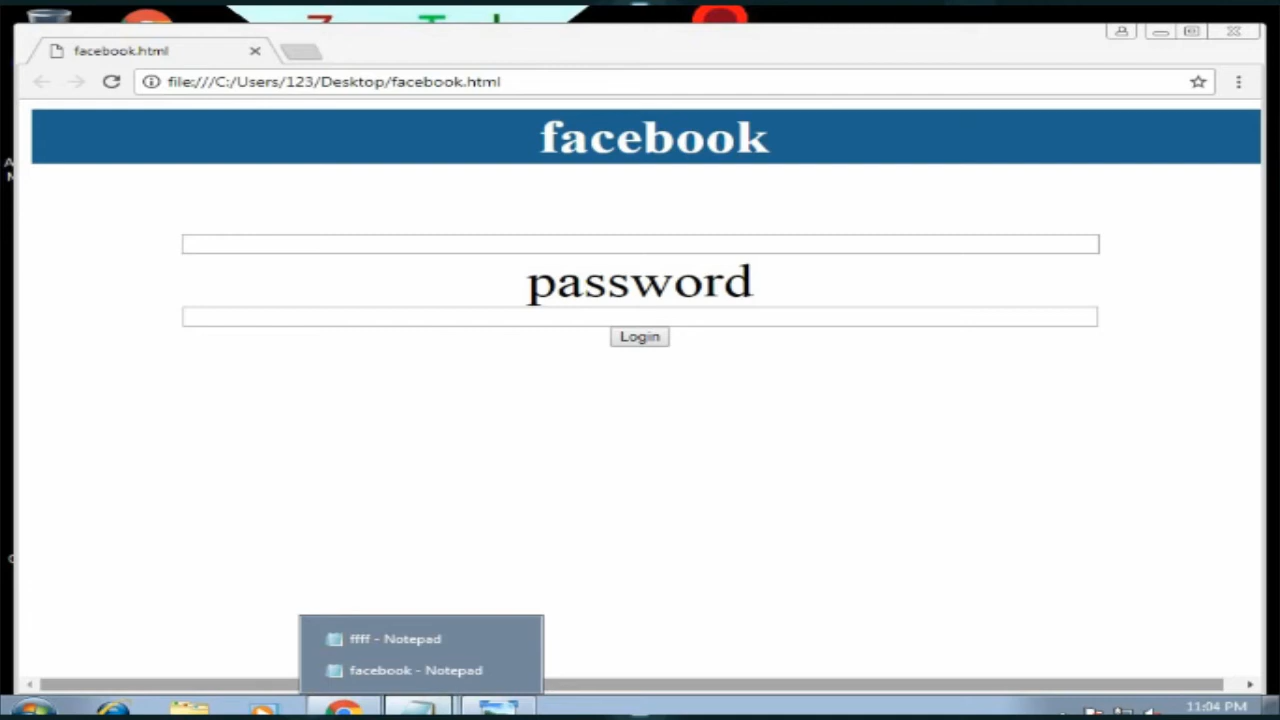 facebook.html
file:///C:/Users/123/Desktop/facebook.html
facebook
password
Login
ffff - Notepad
facebook - Notepad
11:04 PM